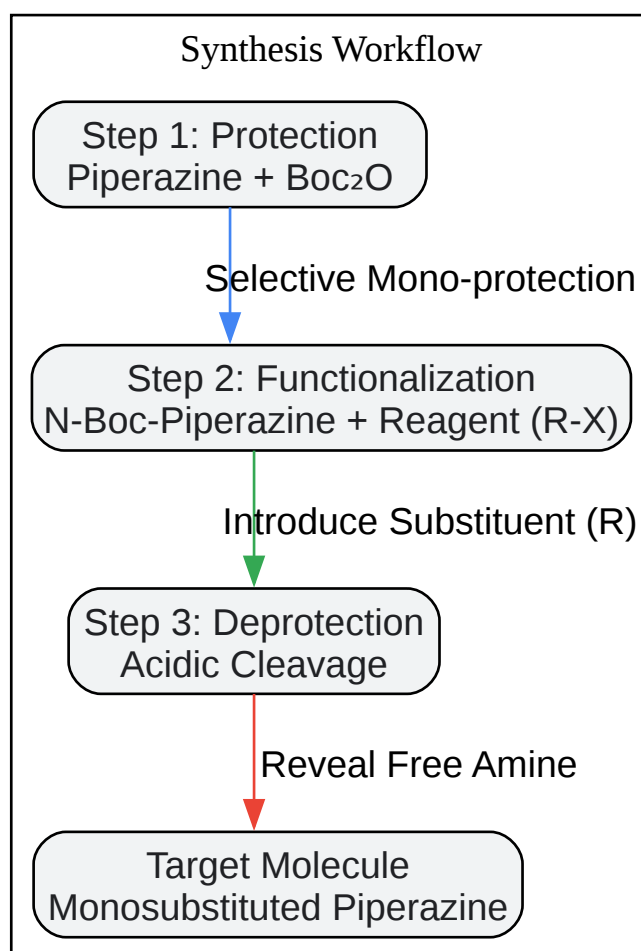 Synthesis Workflow
Step 1: Protection
Piperazine + Boc₂O
Selective Mono-protection
Step 2: Functionalization
N-Boc-Piperazine + Reagent (R-X)
Introduce Substituent (R)
Step 3: Deprotection
Acidic Cleavage
Reveal Free Amine
Target Molecule
Monosubstituted Piperazine